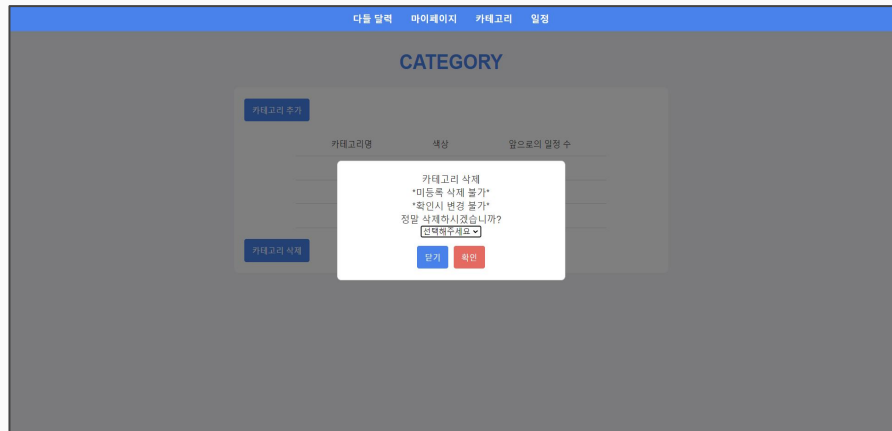 다들 달력 마이페이지 카테고리 일정
CATEGORY
카테고리 추가
카테고리명 색상 앞으로의 일정 수
카테고리 삭제
*미등록 삭제 불가*
*확인시 변경 불가*
정말 삭제하시겠습니까?
선택해주세요
닫기 확인
카테고리 삭제